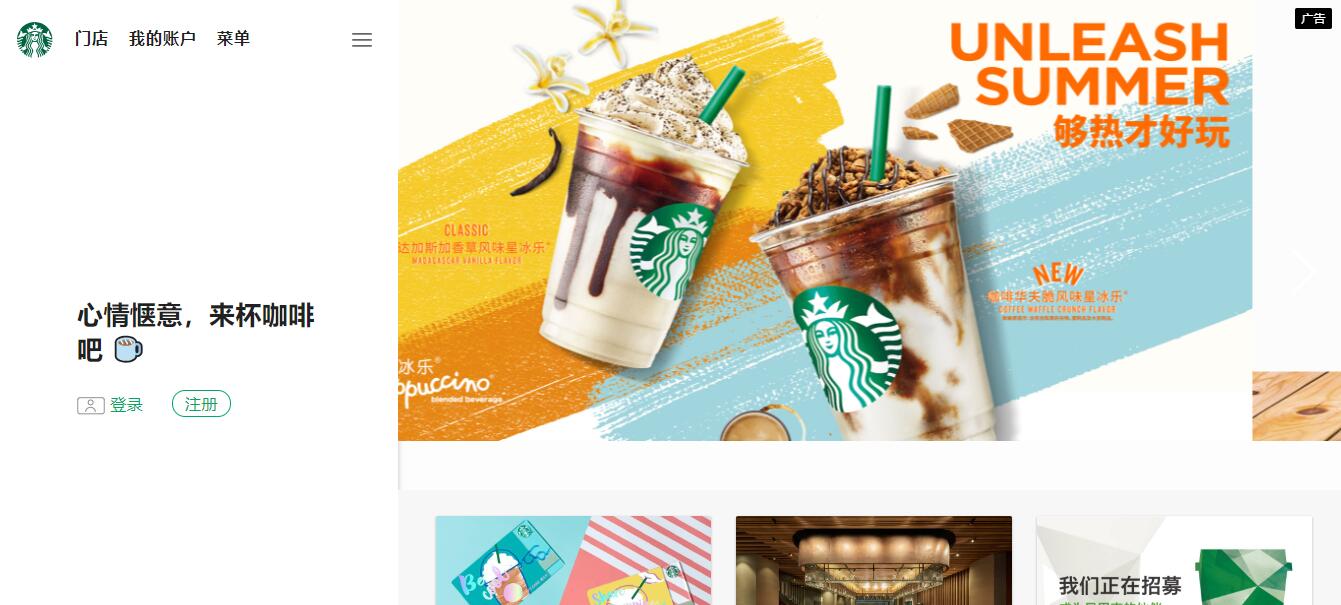 门店 我的账户 菜单
心情惬意，来杯咖啡
吧
登录 注册
广告
UNLEASH
SUMMER
够热才好玩
CLASSIC
达加斯加香草风味星冰乐
MADAGASCAR VANILLA FLAVOR
NEW
咖啡华夫脆风味星冰乐
COFFEE WAFFLE CRUNCH FLAVOR
冰乐®
ppuccino®
blended beverage
我们正在招募